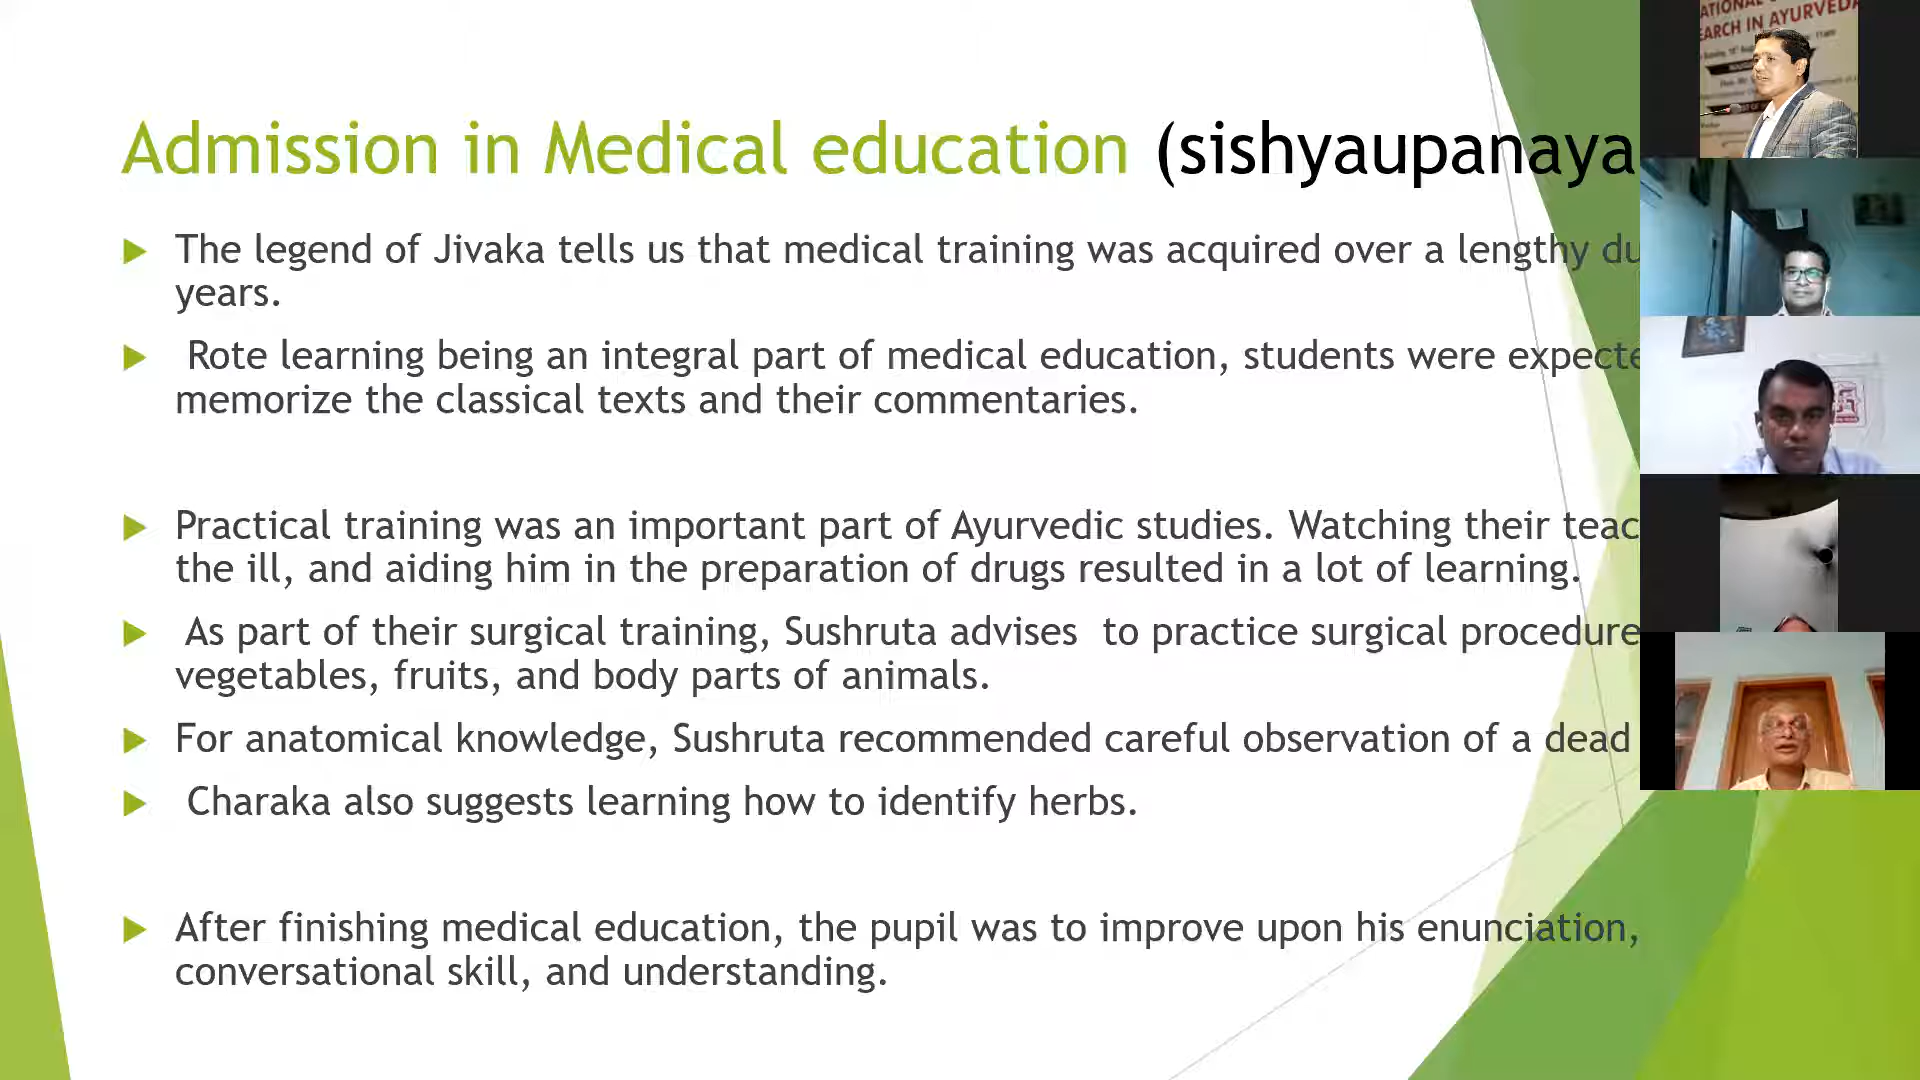 Admission in Medical education (sishyaupanaya
The legend of Jivaka tells us that medical training was acquired over a lengthy du
years.
Rote learning being an integral part of medical education, students were expecte
memorize the classical texts and their commentaries.
Practical training was an important part of Ayurvedic studies. Watching their teac
the ill, and aiding him in the preparation of drugs resulted in a lot of learning.
As part of their surgical training, Sushruta advises to practice surgical procedure
vegetables, fruits, and body parts of animals.
For anatomical knowledge, Sushruta recommended careful observation of a dead
Charaka also suggests learning how to identify herbs.
After finishing medical education, the pupil was to improve upon his enunciation,
conversational skill, and understanding.
ATIONAL
EARCH IN AYURVEDA